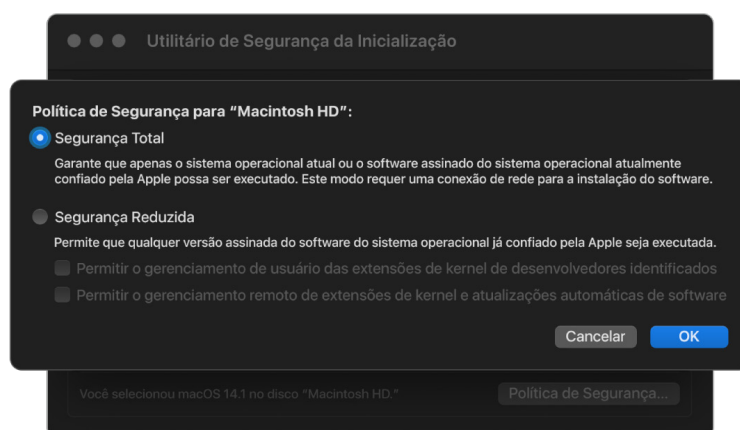 Utilitário de Segurança da Inicialização
Política de Segurança para “Macintosh HD”:
Segurança Total
Garante que apenas o sistema operacional atual ou o software assinado do sistema operacional atualmente
confiado pela Apple possa ser executado. Este modo requer uma conexão de rede para a instalação do software.
Segurança Reduzida
Permite que qualquer versão assinada do software do sistema operacional já confiado pela Apple seja executada.
Permitir o gerenciamento de usuário das extensões de kernel de desenvolvedores identificados
Permitir o gerenciamento remoto de extensões de kernel e atualizações automáticas de software
Cancelar OK
Você selecionou macOS 14.1 no disco “Macintosh HD.” Política de Segurança...